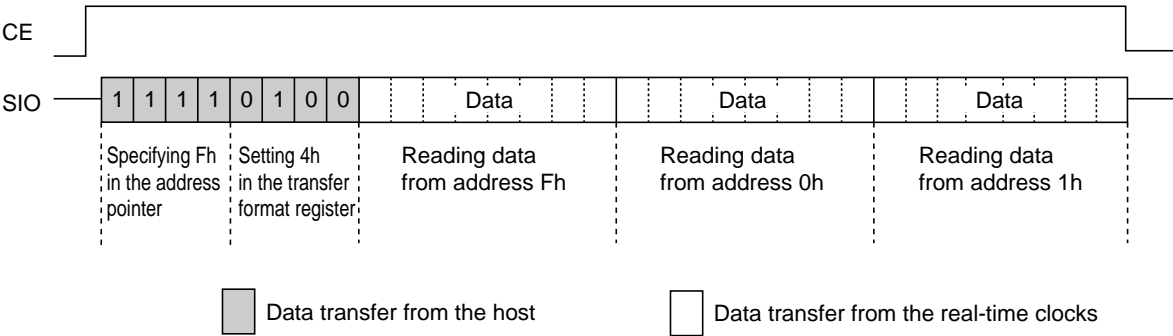 CE
SIO 1 1 1 1 0 1 0 0 Data Data Data
Specifying Fh Setting 4h Reading data Reading data Reading data
in the address in the transfer from address Fh from address 0h from address 1h
pointer format register
Data transfer from the host Data transfer from the real-time clocks